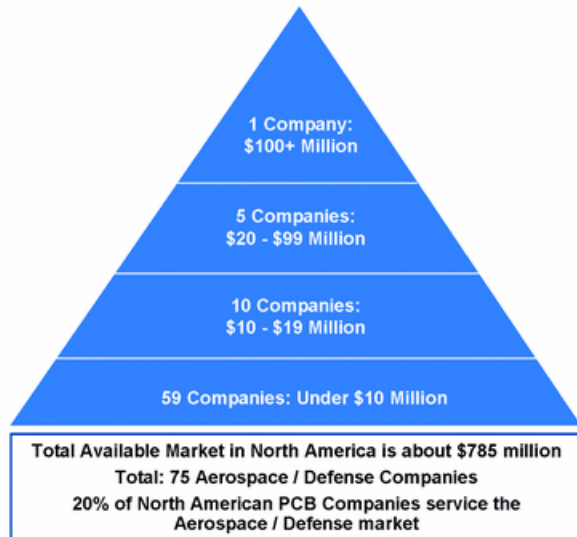 1 Company:
$100+ Million
5 Companies:
$20 - $99 Million
10 Companies:
$10 - $19 Million
59 Companies: Under $10 Million
Total Available Market in North America is about $785 million
Total: 75 Aerospace / Defense Companies
20% of North American PCB Companies service the
Aerospace / Defense market